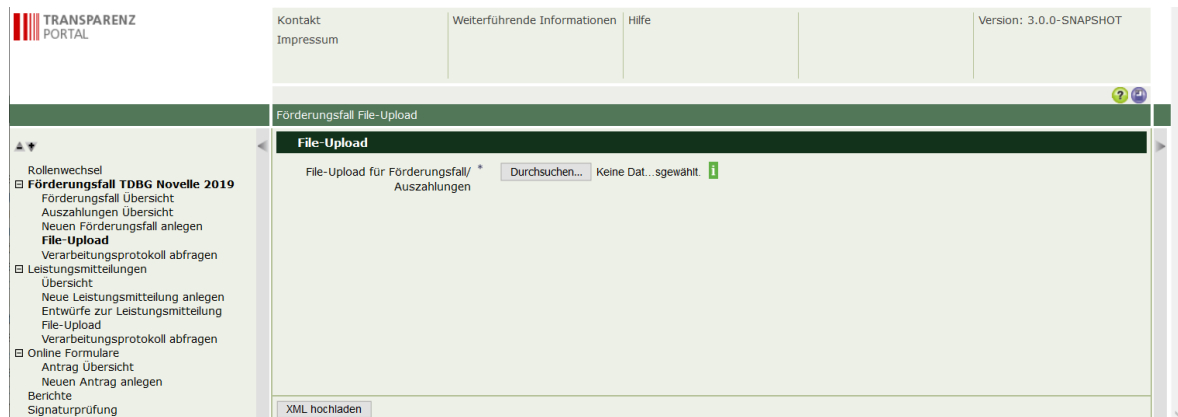 TRANSPARENZ
PORTAL
Kontakt
Impressum
Weiterführende Informationen
Hilfe
Version: 3.0.0-SNAPSHOT
?
Förderungsfall File-Upload
Rollenwechsel
Förderungsfall TDBG Novelle 2019
Förderungsfall Übersicht
Auszahlungen Übersicht
Neuen Förderungsfall anlegen
File-Upload
Verarbeitungsprotokoll abfragen
Leistungsmitteilungen
Übersicht
Neue Leistungsmitteilung anlegen
Entwürfe zur Leistungsmitteilung
File-Upload
Verarbeitungsprotokoll abfragen
Online Formulare
Antrag Übersicht
Neuen Antrag anlegen
Berichte
Signaturprüfung
File-Upload
File-Upload für Förderungsfall/ * Durchsuchen... Keine Dat...sgewählt. i
Auszahlungen
XML hochladen